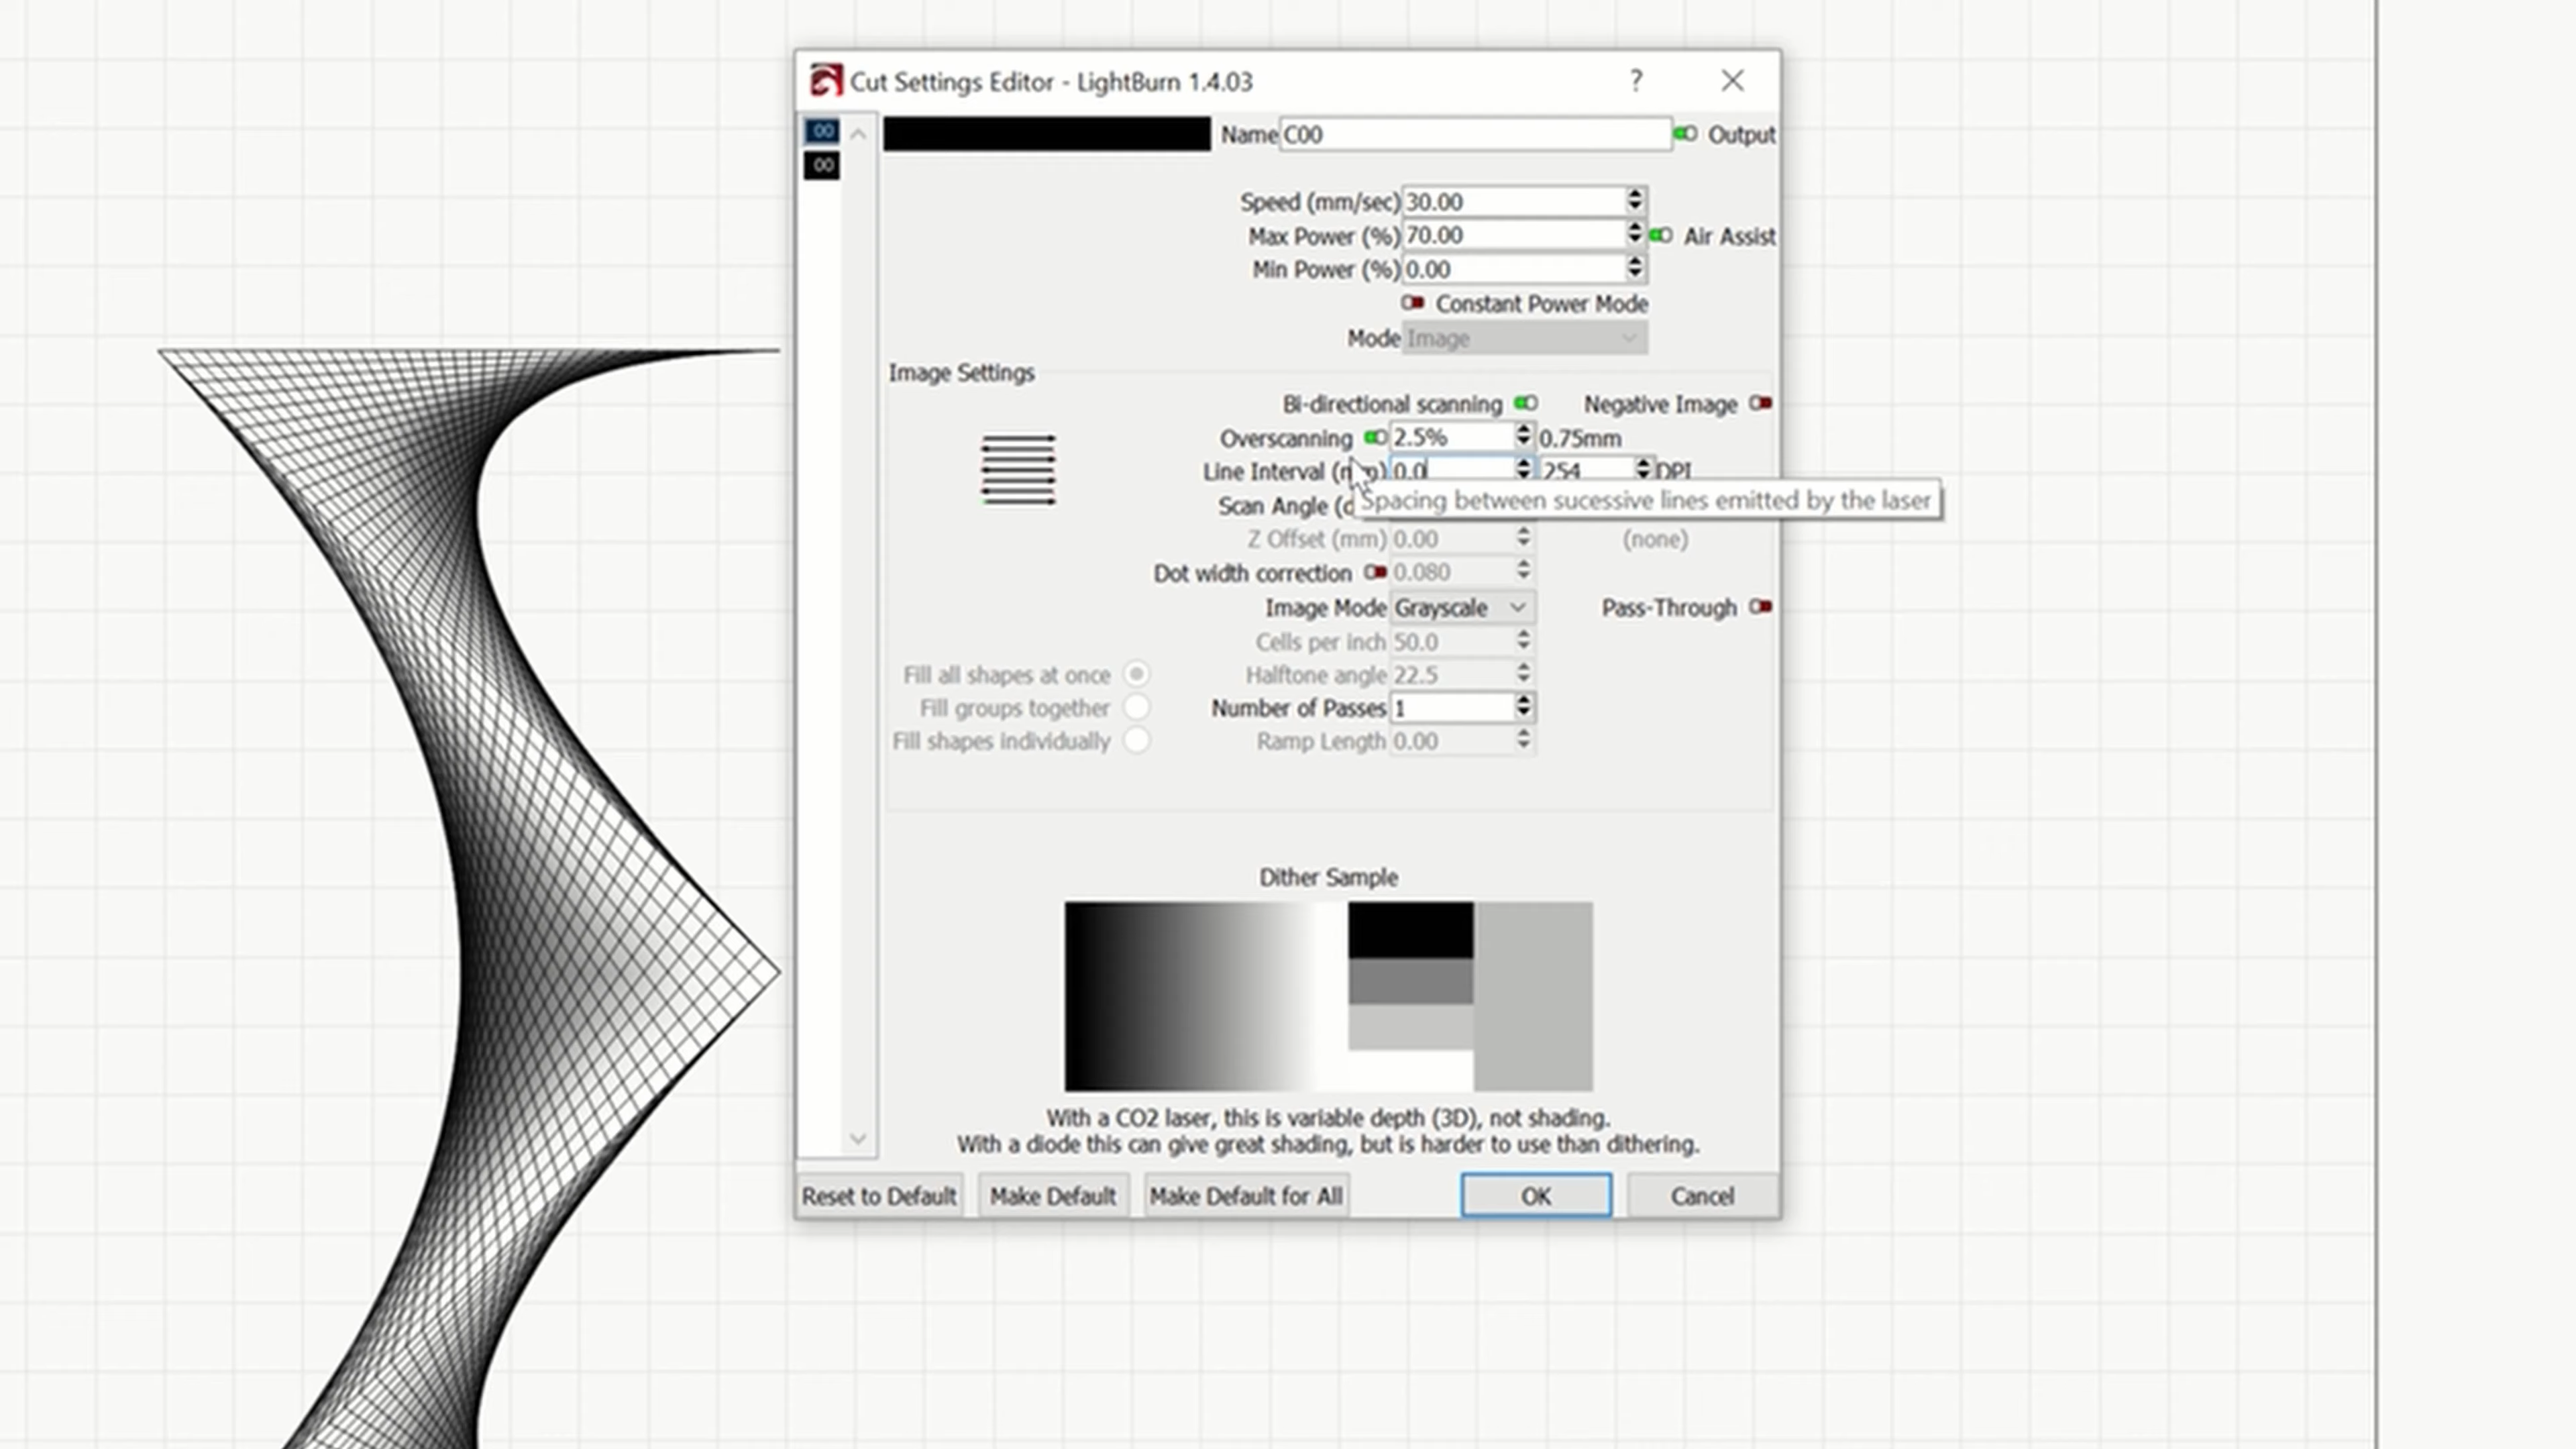 Cut Settings Editor - LightBurn 1.4.03 ?
00
00
Name C00 Output
Speed (mm/sec) 30.00
Max Power (%) 70.00 Air Assist
Min Power (%) 0.00
Constant Power Mode
Mode Image
Image Settings
Bi-directional scanning Negative Image
Overscanning 2.5% 0.75mm
Line Interval 0.0 254 DPI
Spacing between sucessive lines emitted by the laser
Scan Angle
Z Offset (mm) 0.00 (none)
Dot width correction 0.080
Image Mode Grayscale Pass-Through
Cells per inch 50.0
Fill all shapes at once Halftone angle 22.5
Fill groups together Number of Passes 1
Fill shapes individually Ramp Length 0.00
Dither Sample
With a CO2 laser, this is variable depth (3D), not shading.
With a diode this can give great shading, but is harder to use than dithering.
Reset to Default Make Default Make Default for All OK Cancel